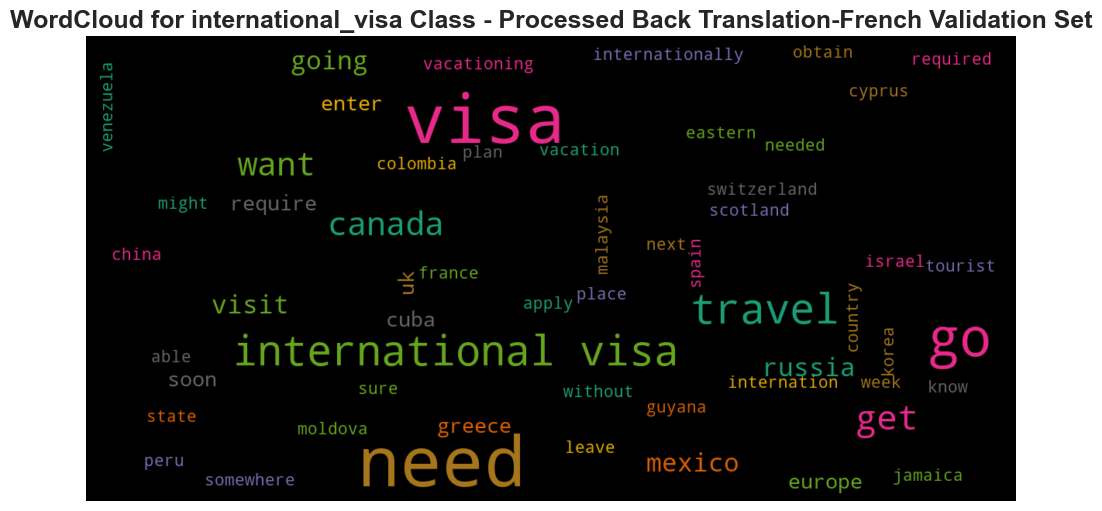 WordCloud for international_visa Class - Processed Back Translation-French Validation Set
going
vacationing
internationally
obtain
required
venezuela
enter
visa
cyprus
eastern
needed
want
colombia
plan
vacation
might
require
canada
switzerland
scotland
malaysia
next
china
uk
france
spain
israel
tourist
visit
cuba
apply
place
travel
country
go
international visa
able
soon
sure
without
russia
korea
internation
week
know
state
moldova
greece
guyana
get
peru
somewhere
need
leave
mexico
europe
jamaica